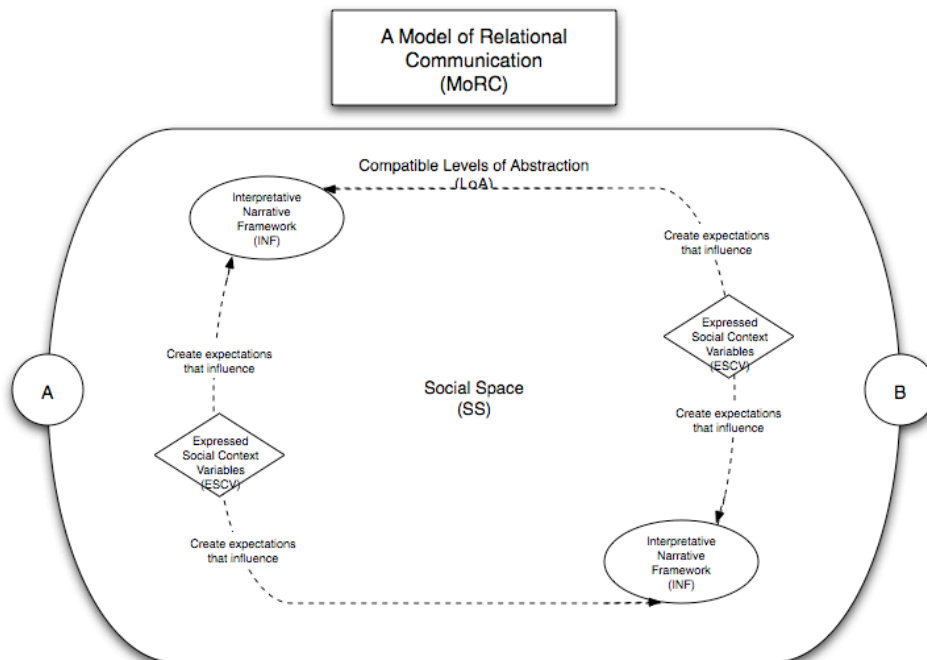 A Model of Relational
Communication
(MoRC)
Compatible Levels of Abstraction
(LoA)
Interpretative
Narrative
Framework
(INF)
Create expectations
that influence
Expressed
Social Context
Variables
(ESCV)
Create expectations
that influence
A
Social Space
(SS)
B
Create expectations
that influence
Expressed
Social Context
Variables
(ESCV)
Create expectations
that influence
Interpretative
Narrative
Framework
(INF)